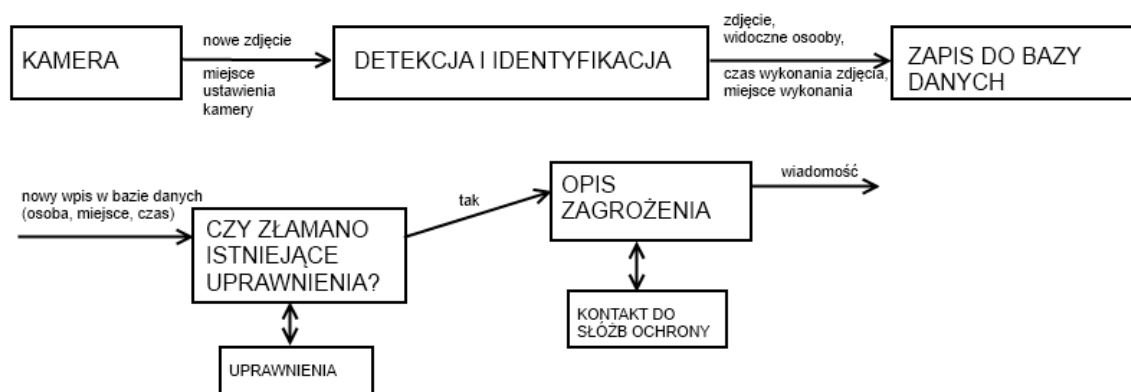 KAMERA
nowe zdjęcie
miejsce
ustawienia
kamery
DETEKCJA I IDENTYFIKACJA
zdjęcie,
widoczne osooby,
czas wykonania zdjęcia,
miejsce wykonania
ZAPIS DO BAZY
DANYCH
nowy wpis w bazie danych
(osoba, miejsce, czas)
CZY ZŁAMANO
ISTNIEJĄCE
UPRAWNIENIA?
UPRAWNIENIA
tak
OPIS
ZAGROŻENIA
KONTAKT DO
SŁÓŻB OCHRONY
wiadomość